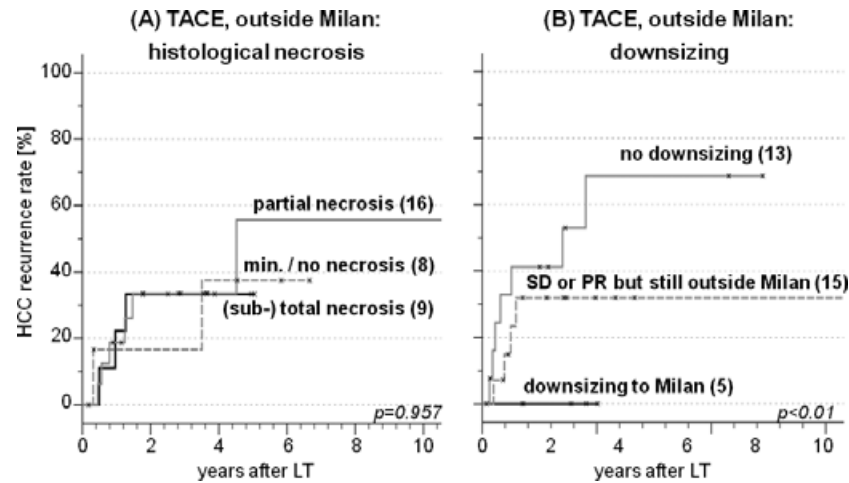 (A) TACE, outside Milan:
histological necrosis
(B) TACE, outside Milan:
downsizing
HCC recurrence rate [%]
100
80
60
40
20
0
partial necrosis (16)
min. / no necrosis (8)
(sub-) total necrosis (9)
p=0.957
0 2 4 6 8 10
years after LT
no downsizing (13)
SD or PR but still outside Milan (15)
downsizing to Milan (5)
p<0.01
0 2 4 6 8 10
years after LT